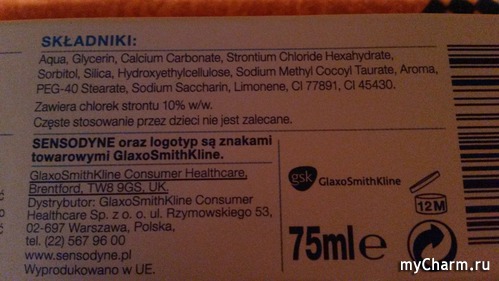 SKŁADNIKI:
Aqua, Glycerin, Calcium Carbonate, Strontium Chloride Hexahydrate,
Sorbitol, Silica, Hydroxyethylcellulose, Sodium Methyl Cocoyl Taurate, Aroma,
PEG-40 Stearate, Sodium Saccharin, Limonene, CI 77891, CI 45430.
Zawiera chlorek strontu 10% w/w.
Częste stosowanie przez dzieci nie jest zalecane.
SENSODYNE oraz logotyp są znakami
towarowymi GlaxoSmithKline.
GlaxoSmithKline Consumer Healthcare,
Brentford, TW8 9GS, UK.
Dystrybutor: GlaxoSmithKline Consumer
Healthcare Sp. z o. o. ul. Rzymowskiego 53,
02-697 Warszawa, Polska,
tel. (22) 567 96 00
www.sensodyne.pl
Wyprodukowano w UE.
gsk GlaxoSmithKline
12M
75ml e
myCharm.ru